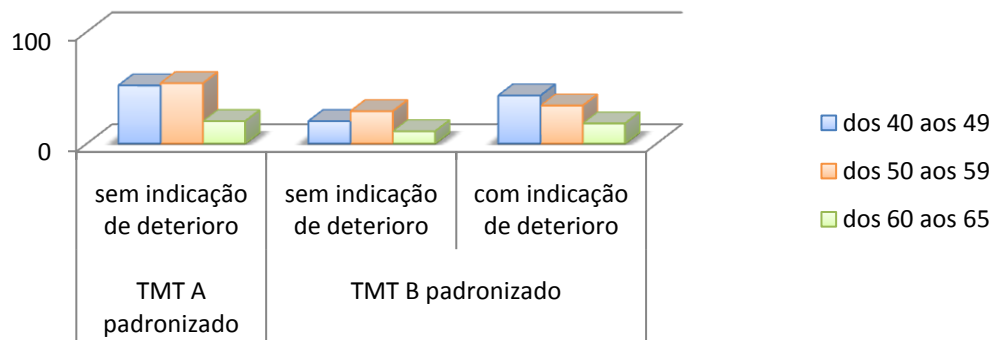 100
0
sem indicação
de deterioro
sem indicação
de deterioro
com indicação
de deterioro
TMT A
padronizado
TMT B padronizado
dos 40 aos 49
dos 50 aos 59
dos 60 aos 65